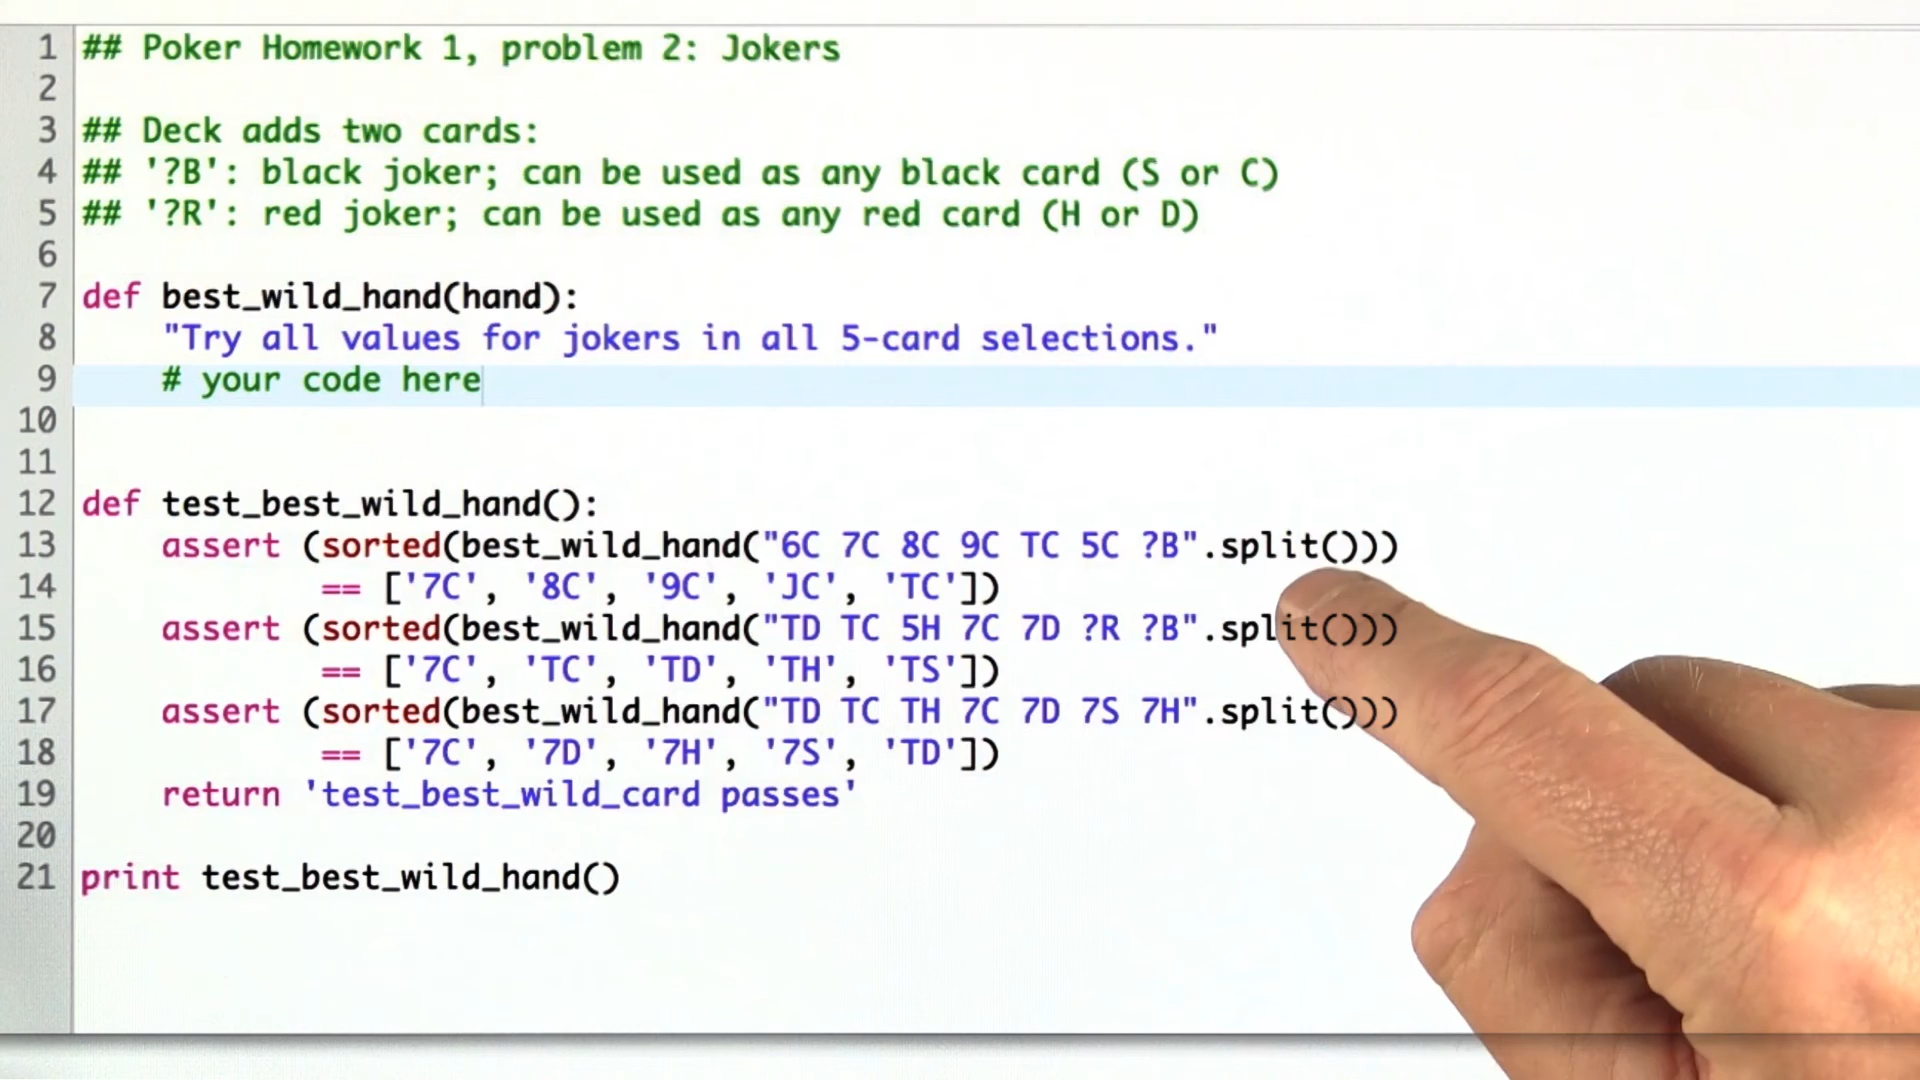 1 ## Poker Homework 1, problem 2: Jokers
2
3 ## Deck adds two cards:
4 ## '?B': black joker; can be used as any black card (S or C)
5 ## '?R': red joker; can be used as any red card (H or D)
6
7 def best_wild_hand(hand):
8 "Try all values for jokers in all 5-card selections."
9 # your code here
10
11
12 def test_best_wild_hand():
13 assert (sorted(best_wild_hand("6C 7C 8C 9C TC 5C ?B".split()))
14 == ['7C', '8C', '9C', 'JC', 'TC'])
15 assert (sorted(best_wild_hand("TD TC 5H 7C 7D ?R ?B".split()))
16 == ['7C', 'TC', 'TD', 'TH', 'TS'])
17 assert (sorted(best_wild_hand("TD TC TH 7C 7D 7S 7H".split()))
18 == ['7C', '7D', '7H', '7S', 'TD'])
19 return 'test_best_wild_card passes'
20
21 print test_best_wild_hand()